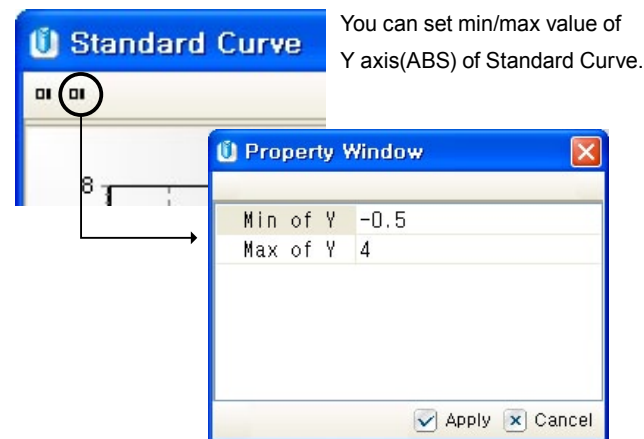 You can set min/max value of
Y axis(ABS) of Standard Curve.
Standard Curve
8
Property Window
Min of Y -0.5
Max of Y 4
Apply Cancel